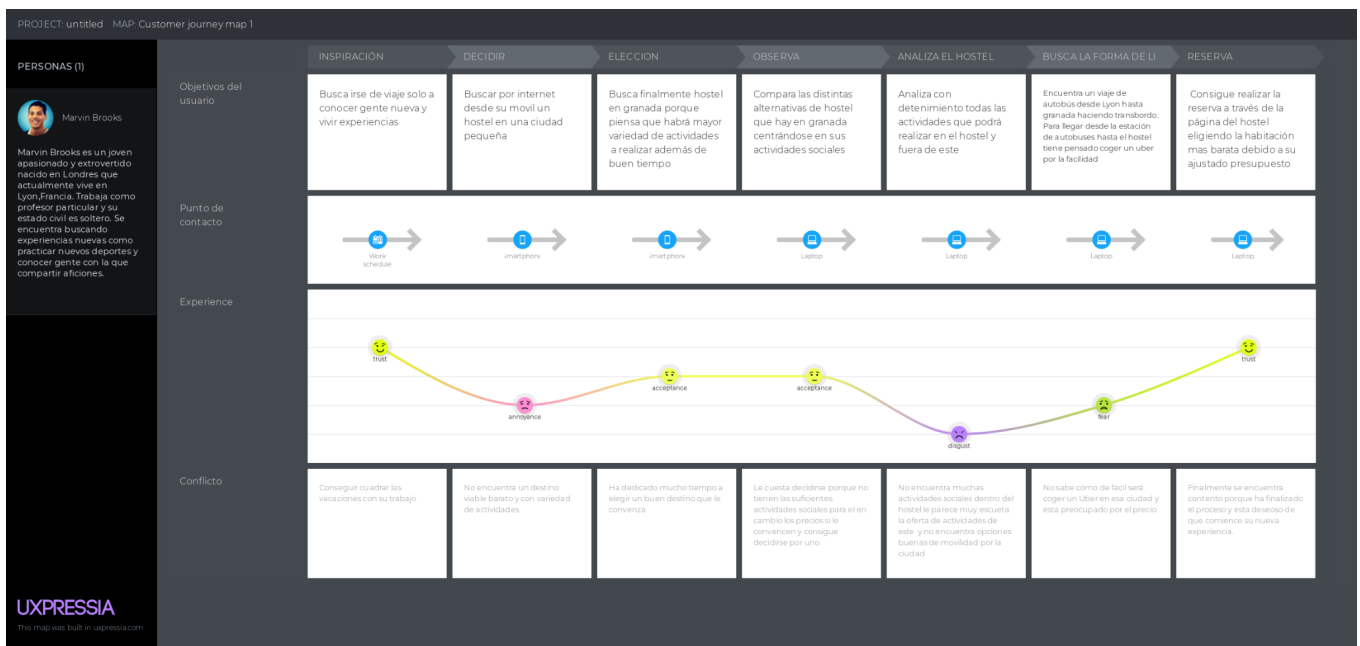 PROJECT: untitled MAP: Customer journey map 1
PERSONAS (1)
Marvin Brooks
Marvin Brooks es un joven
apasionado y extrovertido
nacido en Londres que
actualmente vive en
Lyon,Francia. Trabaja como
profesor particular y su
estado civil es soltero. Se
encuentra buscando
experiencias nuevas como
practicar nuevos deportes y
conocer gente con la que
compartir aficiones.
INSPIRACIÓN
DECIDIR
ELECCION
OBSERVA
ANALIZA EL HOSTEL
BUSCA LA FORMA DE LL
RESERVA
Objetivos del
usuario
Busca irse de viaje solo a
conocer gente nueva y
vivir experiencias
Buscar por internet
desde su movil un
hostel en una ciudad
pequeña
Busca finalmente hostel
en granada porque
piensa que habrá mayor
variedad de actividades
a realizar además de
buen tiempo
Compara las distintas
alternativas de hostel
que hay en granada
centrándose en sus
actividades sociales
Analiza con
detenimiento todas las
actividades que podrá
realizar en el hostel y
fuera de este
Encuentra un viaje de
autobús desde Lyon hasta
granada haciendo transbordo.
Para llegar desde la estación
de autobuses hasta el hostel
tiene pensado coger un uber
por la facilidad
Consigue realizar la
reserva a través de la
página del hostel
eligiendo la habitación
mas barata debido a su
ajustado presupuesto
Punto de
contacto
Work
schedule
Smartphone
Smartphone
Laptop
Laptop
Laptop
Laptop
Experience
trust
annoyance
acceptance
acceptance
disgust
fear
trust
Conflicto
Conseguir cuadrar las
vacaciones con su trabajo
No encuentra un destino
viable barato y con variedad
de actividades
Ha dedicado mucho tiempo a
elegir un buen destino que le
convenza
Le cuesta decidirse porque no
tienen las suficientes
actividades sociales para el en
cambio los precios si le
convencen y consigue
decidirse por uno
No encuentra muchas
actividades sociales dentro del
hostel le parece muy escueta
la oferta de actividades de
este y no encuentra opciones
buenas de movilidad por la
ciudad
No sabe cómo de fácil será
coger un Uber en esa ciudad y
esta preocupado por el precio
Finalmente se encuentra
contento porque ha finalizado
el proceso y esta deseoso de
que comience su nueva
experiencia.
UXPRESSIA
This map was built in uxpressia.com